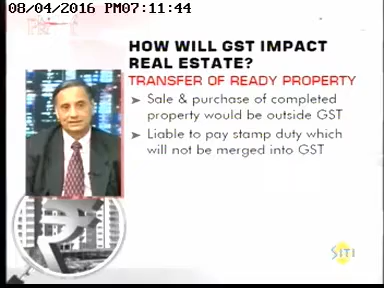 08/04/2016 PM07:11:44
HOW WILL GST IMPACT
REAL ESTATE?
TRANSFER OF READY PROPERTY
➤ Sale & purchase of completed
property would be outside GST
➤ Liable to pay stamp duty which
will not be merged into GST
SITI